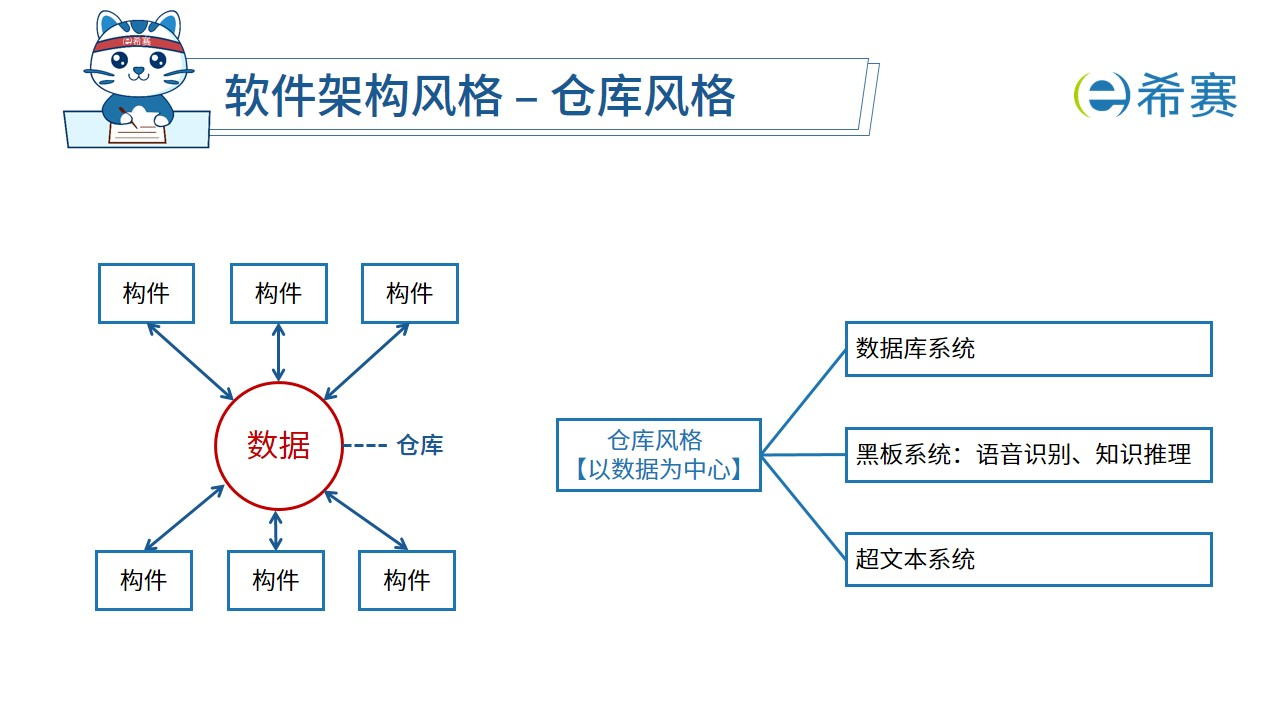 希赛
软件架构风格 – 仓库风格
希赛
构件
构件
构件
数据
仓库
构件
构件
构件
仓库风格
【以数据为中心】
数据库系统
黑板系统：语音识别、知识推理
超文本系统